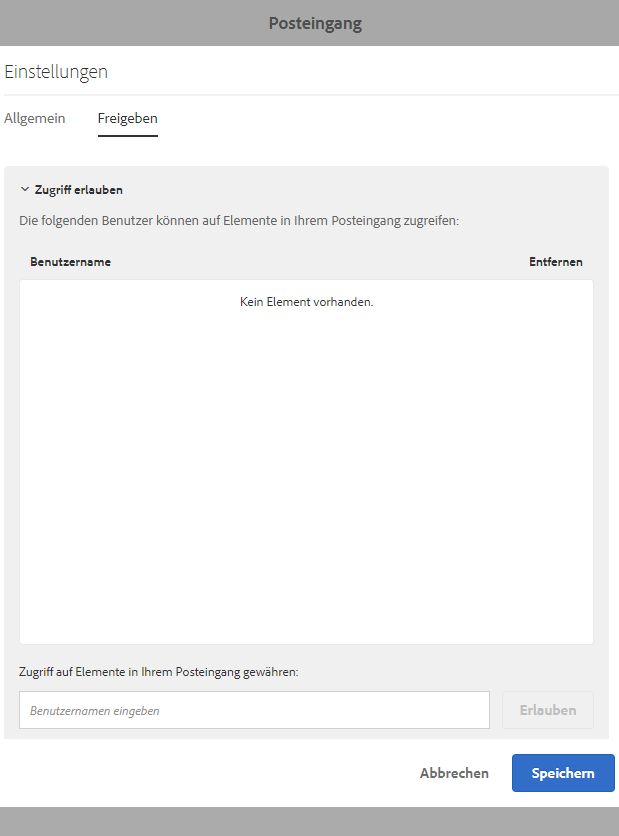 Posteingang
Einstellungen
Allgemein Freigeben
Zugriff erlauben
Die folgenden Benutzer können auf Elemente in Ihrem Posteingang zugreifen:
Benutzername Entfernen
Kein Element vorhanden.
Zugriff auf Elemente in Ihrem Posteingang gewähren:
Benutzernamen eingeben Erlauben
Abbrechen Speichern